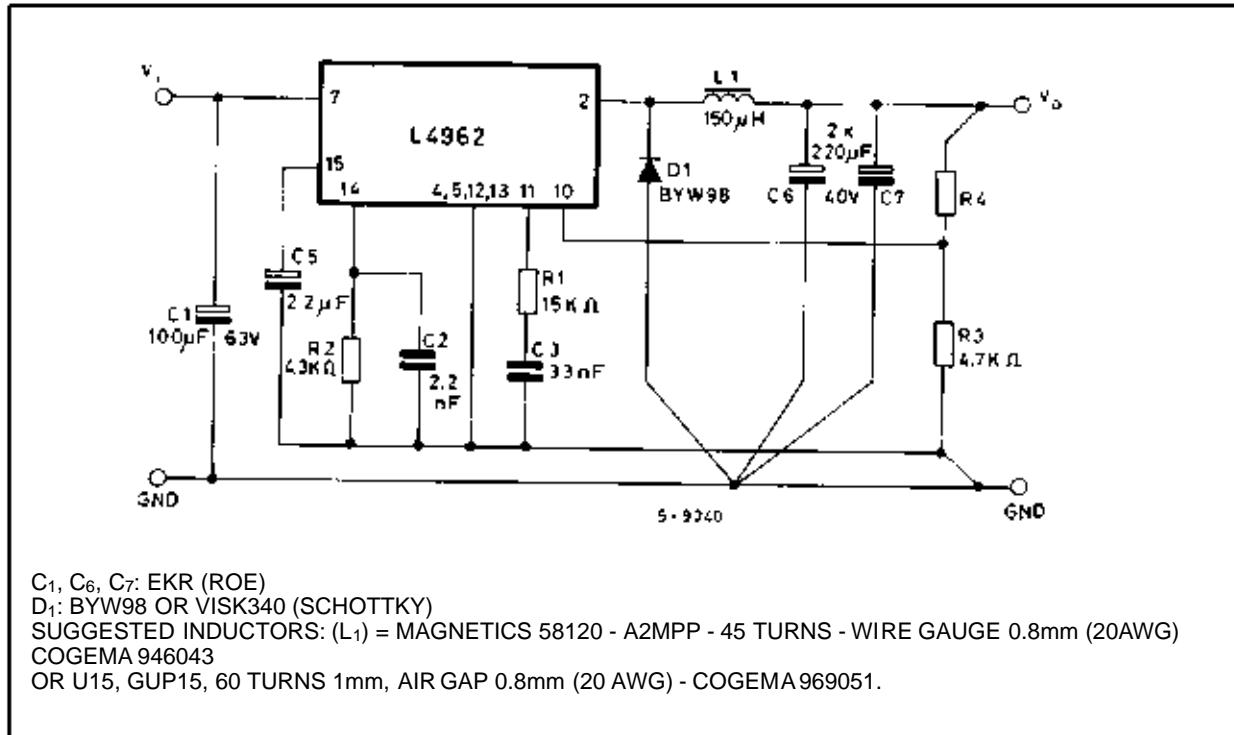 Vi
7
2
L1
Vo
150μH
L4962
2x
220μF
15
14
4,5,12,13
11
10
D1
BYW98
C6
40V
C7
R4
C5
2.2μF
R1
15KΩ
C1
100μF
63V
R2
4.3KΩ
C2
2.2
nF
C3
33nF
R3
4.7KΩ
GND
GND
C1, C6, C7: EKR (ROE)
D1: BYW98 OR VISK340 (SCHOTTKY)
SUGGESTED INDUCTORS: (L1) = MAGNETICS 58120 - A2MPP - 45 TURNS - WIRE GAUGE 0.8mm (20AWG)
COGEMA 946043
OR U15, GUP15, 60 TURNS 1mm, AIR GAP 0.8mm (20 AWG) - COGEMA 969051.